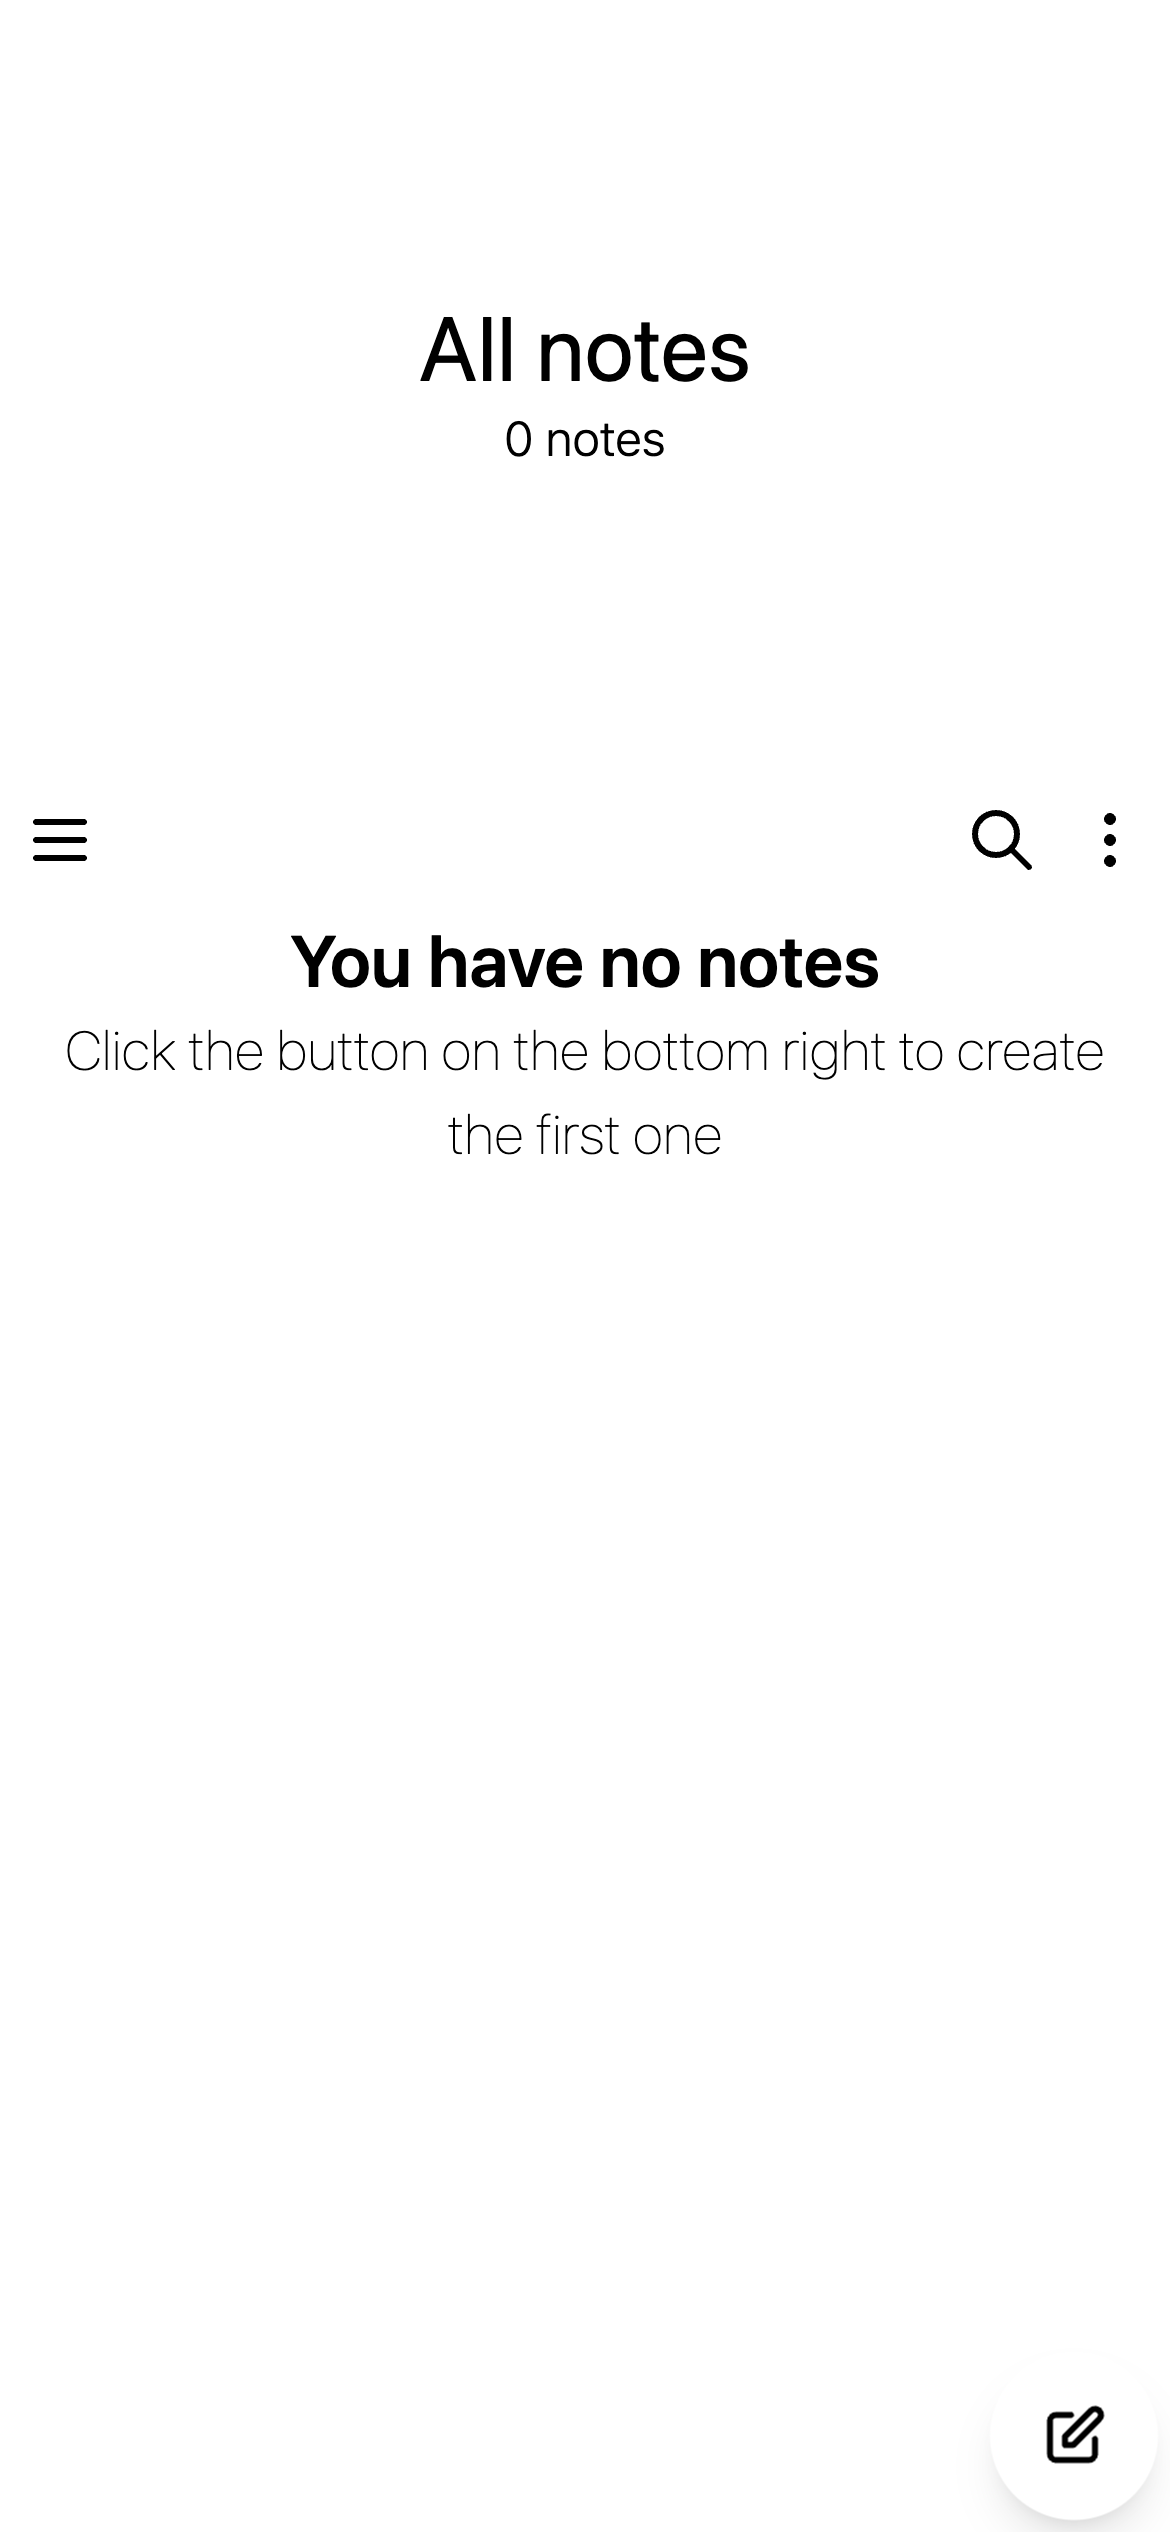 All notes
0 notes
You have no notes
Click the button on the bottom right to create
the first one